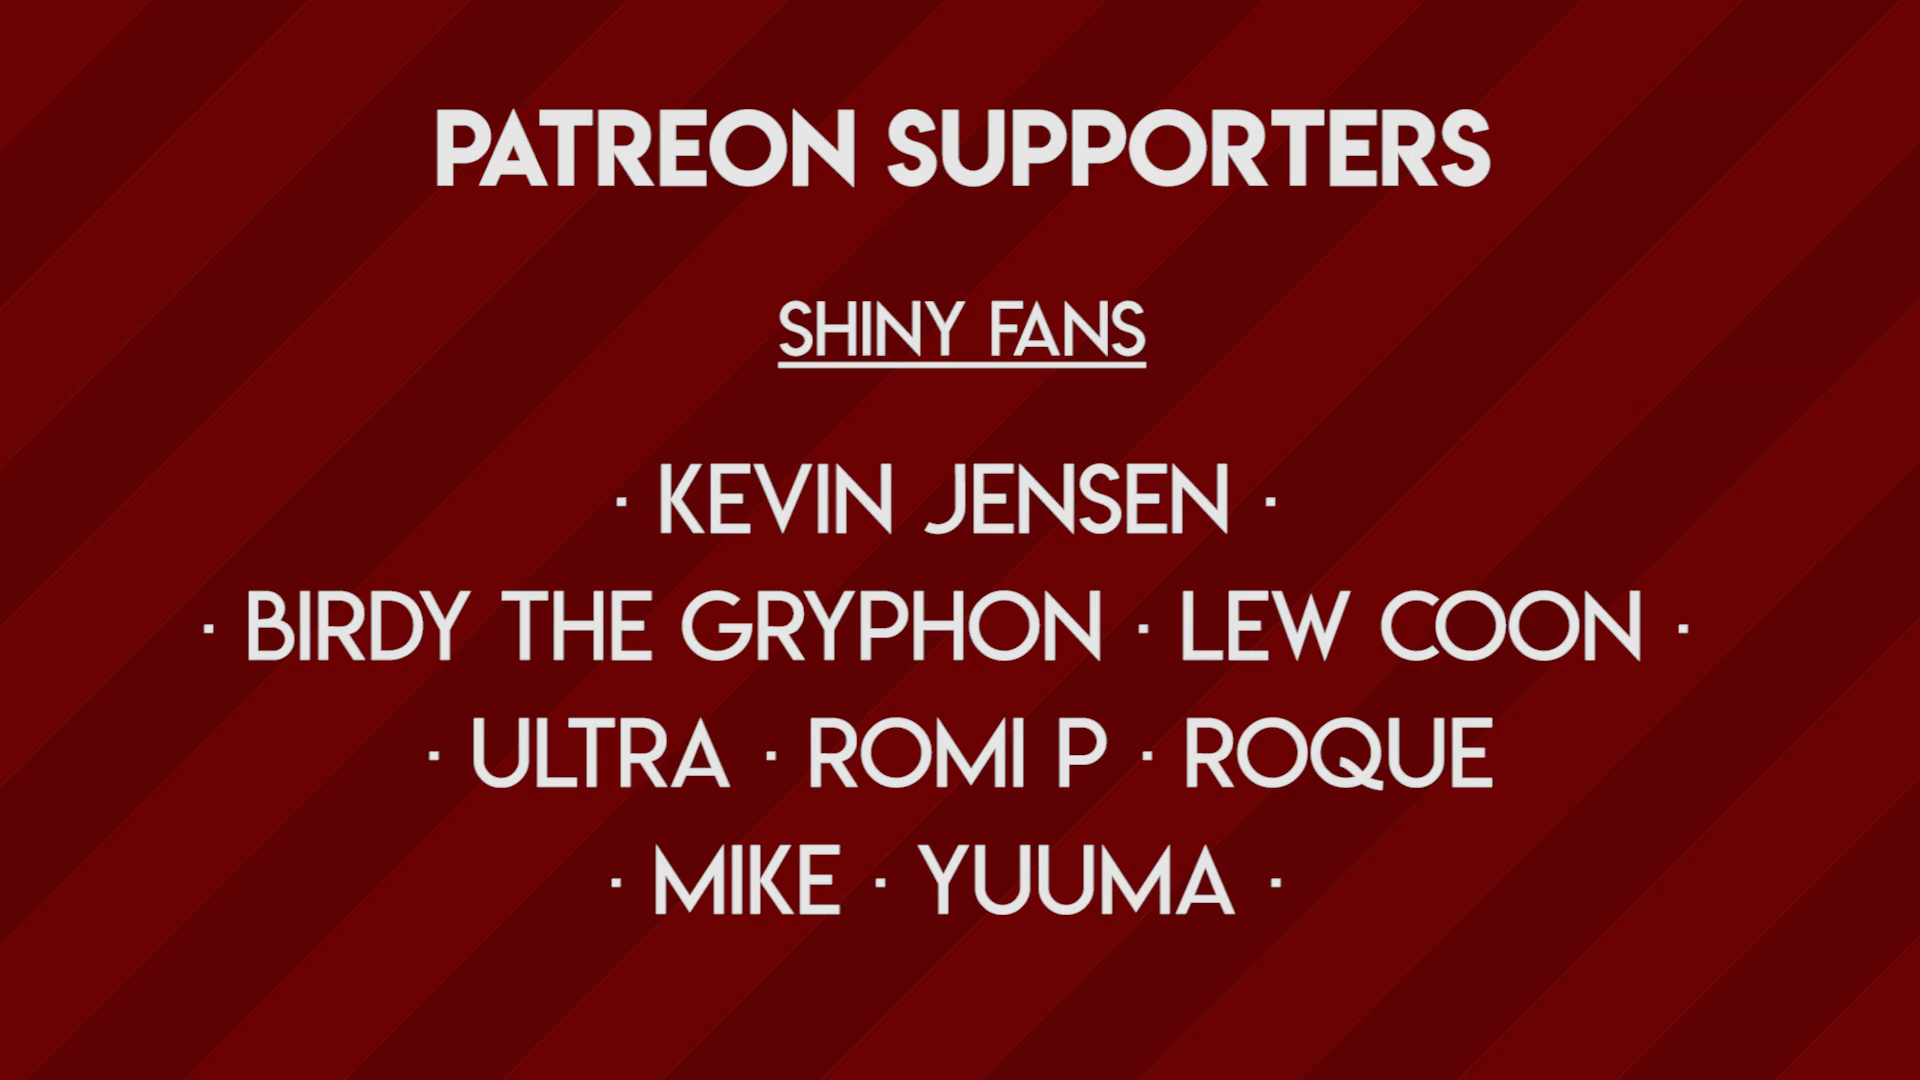 PATREON SUPPORTERS
SHINY FANS
· KEVIN JENSEN ·
· BIRDY THE GRYPHON · LEW COON ·
· ULTRA · ROMI P · ROQUE
· MIKE · YUUMA ·